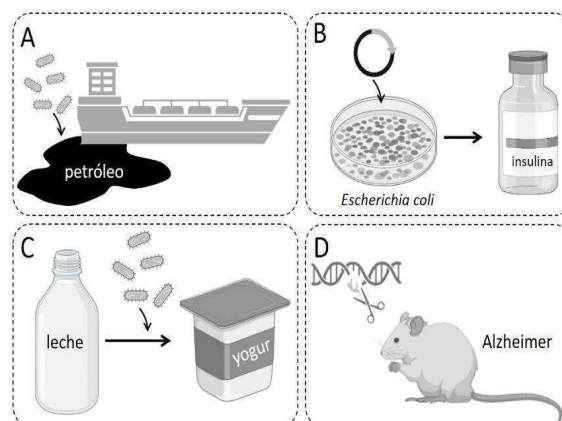 A
petróleo
B
Escherichia coli
insulina
C
leche
yogur
D
Alzheimer